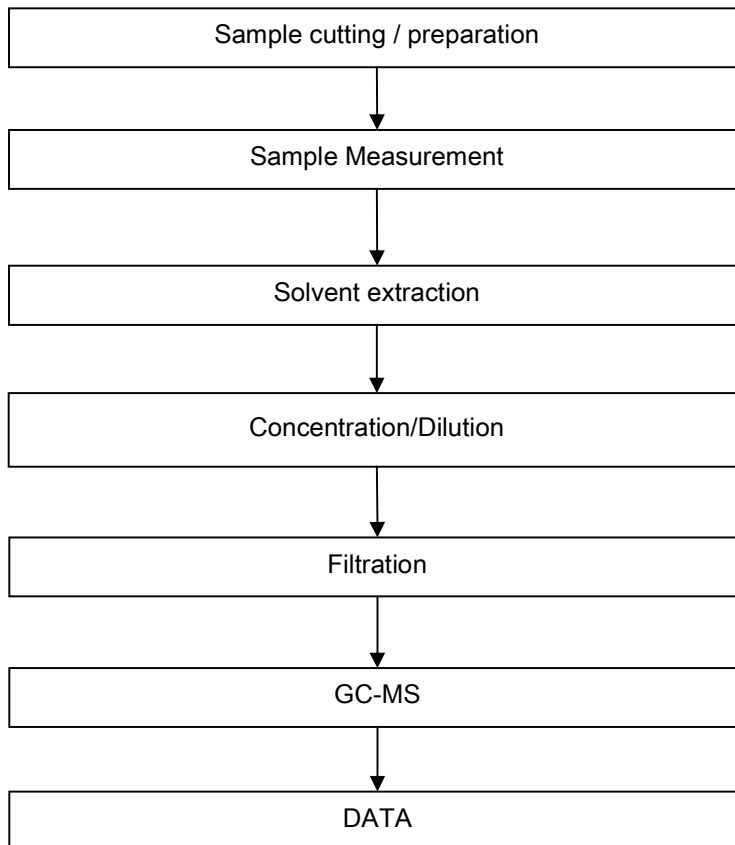 Sample cutting / preparation
Sample Measurement
Solvent extraction
Concentration/Dilution
Filtration
GC-MS
DATA